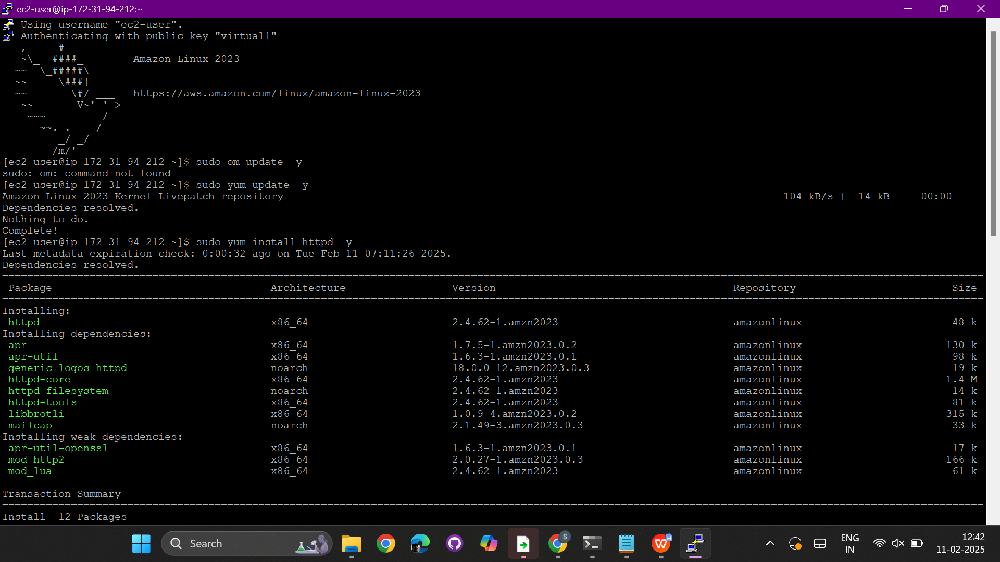 ec2-user@ip-172-31-94-212:~
Using username "ec2-user".
Authenticating with public key "virtual1"
   ,     #_
   ~\_  ####_        Amazon Linux 2023
  ~~  \_#####\
  ~~     \###|
  ~~       \#/ ___   https://aws.amazon.com/linux/amazon-linux-2023
   ~~       V~' '->
    ~~~         /
      ~~._.   _/
         _/ _/
       _/m/'
[ec2-user@ip-172-31-94-212 ~]$ sudo om update -y
sudo: om: command not found
[ec2-user@ip-172-31-94-212 ~]$ sudo yum update -y
Amazon Linux 2023 Kernel Livepatch repository 104 kB/s | 14 kB 00:00
Dependencies resolved.
Nothing to do.
Complete!
[ec2-user@ip-172-31-94-212 ~]$ sudo yum install httpd -y
Last metadata expiration check: 0:00:32 ago on Tue Feb 11 07:11:26 2025.
Dependencies resolved.
Package Architecture Version Repository Size
Installing:
httpd x86_64 2.4.62-1.amzn2023 amazonlinux 48 k
Installing dependencies:
apr x86_64 1.7.5-1.amzn2023.0.2 amazonlinux 130 k
apr-util x86_64 1.6.3-1.amzn2023.0.1 amazonlinux 98 k
generic-logos-httpd noarch 18.0.0-12.amzn2023.0.3 amazonlinux 19 k
httpd-core x86_64 2.4.62-1.amzn2023 amazonlinux 1.4 M
httpd-filesystem noarch 2.4.62-1.amzn2023 amazonlinux 14 k
httpd-tools x86_64 2.4.62-1.amzn2023 amazonlinux 81 k
libbrotli x86_64 1.0.9-4.amzn2023.0.2 amazonlinux 315 k
mailcap noarch 2.1.49-3.amzn2023.0.3 amazonlinux 33 k
Installing weak dependencies:
apr-util-openssl x86_64 1.6.3-1.amzn2023.0.1 amazonlinux 17 k
mod_http2 x86_64 2.0.27-1.amzn2023.0.3 amazonlinux 166 k
mod_lua x86_64 2.4.62-1.amzn2023 amazonlinux 61 k
Transaction Summary
Install 12 Packages
Search
S
W
ENG
IN
12:42
11-02-2025